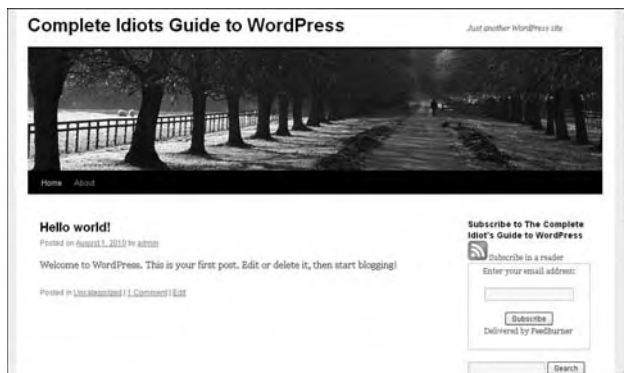 Complete Idiots Guide to WordPress
Just another WordPress site
Home About
Hello world!
Posted on August 1, 2010 by admin
Welcome to WordPress. This is your first post. Edit or delete it, then start blogging!
Posted in Uncategorized | 1 Comment | Edit
Subscribe to The Complete
Idiot's Guide to WordPress
Subscribe in a reader
Enter your email address:
Subscribe
Delivered by FeedBurner
Search